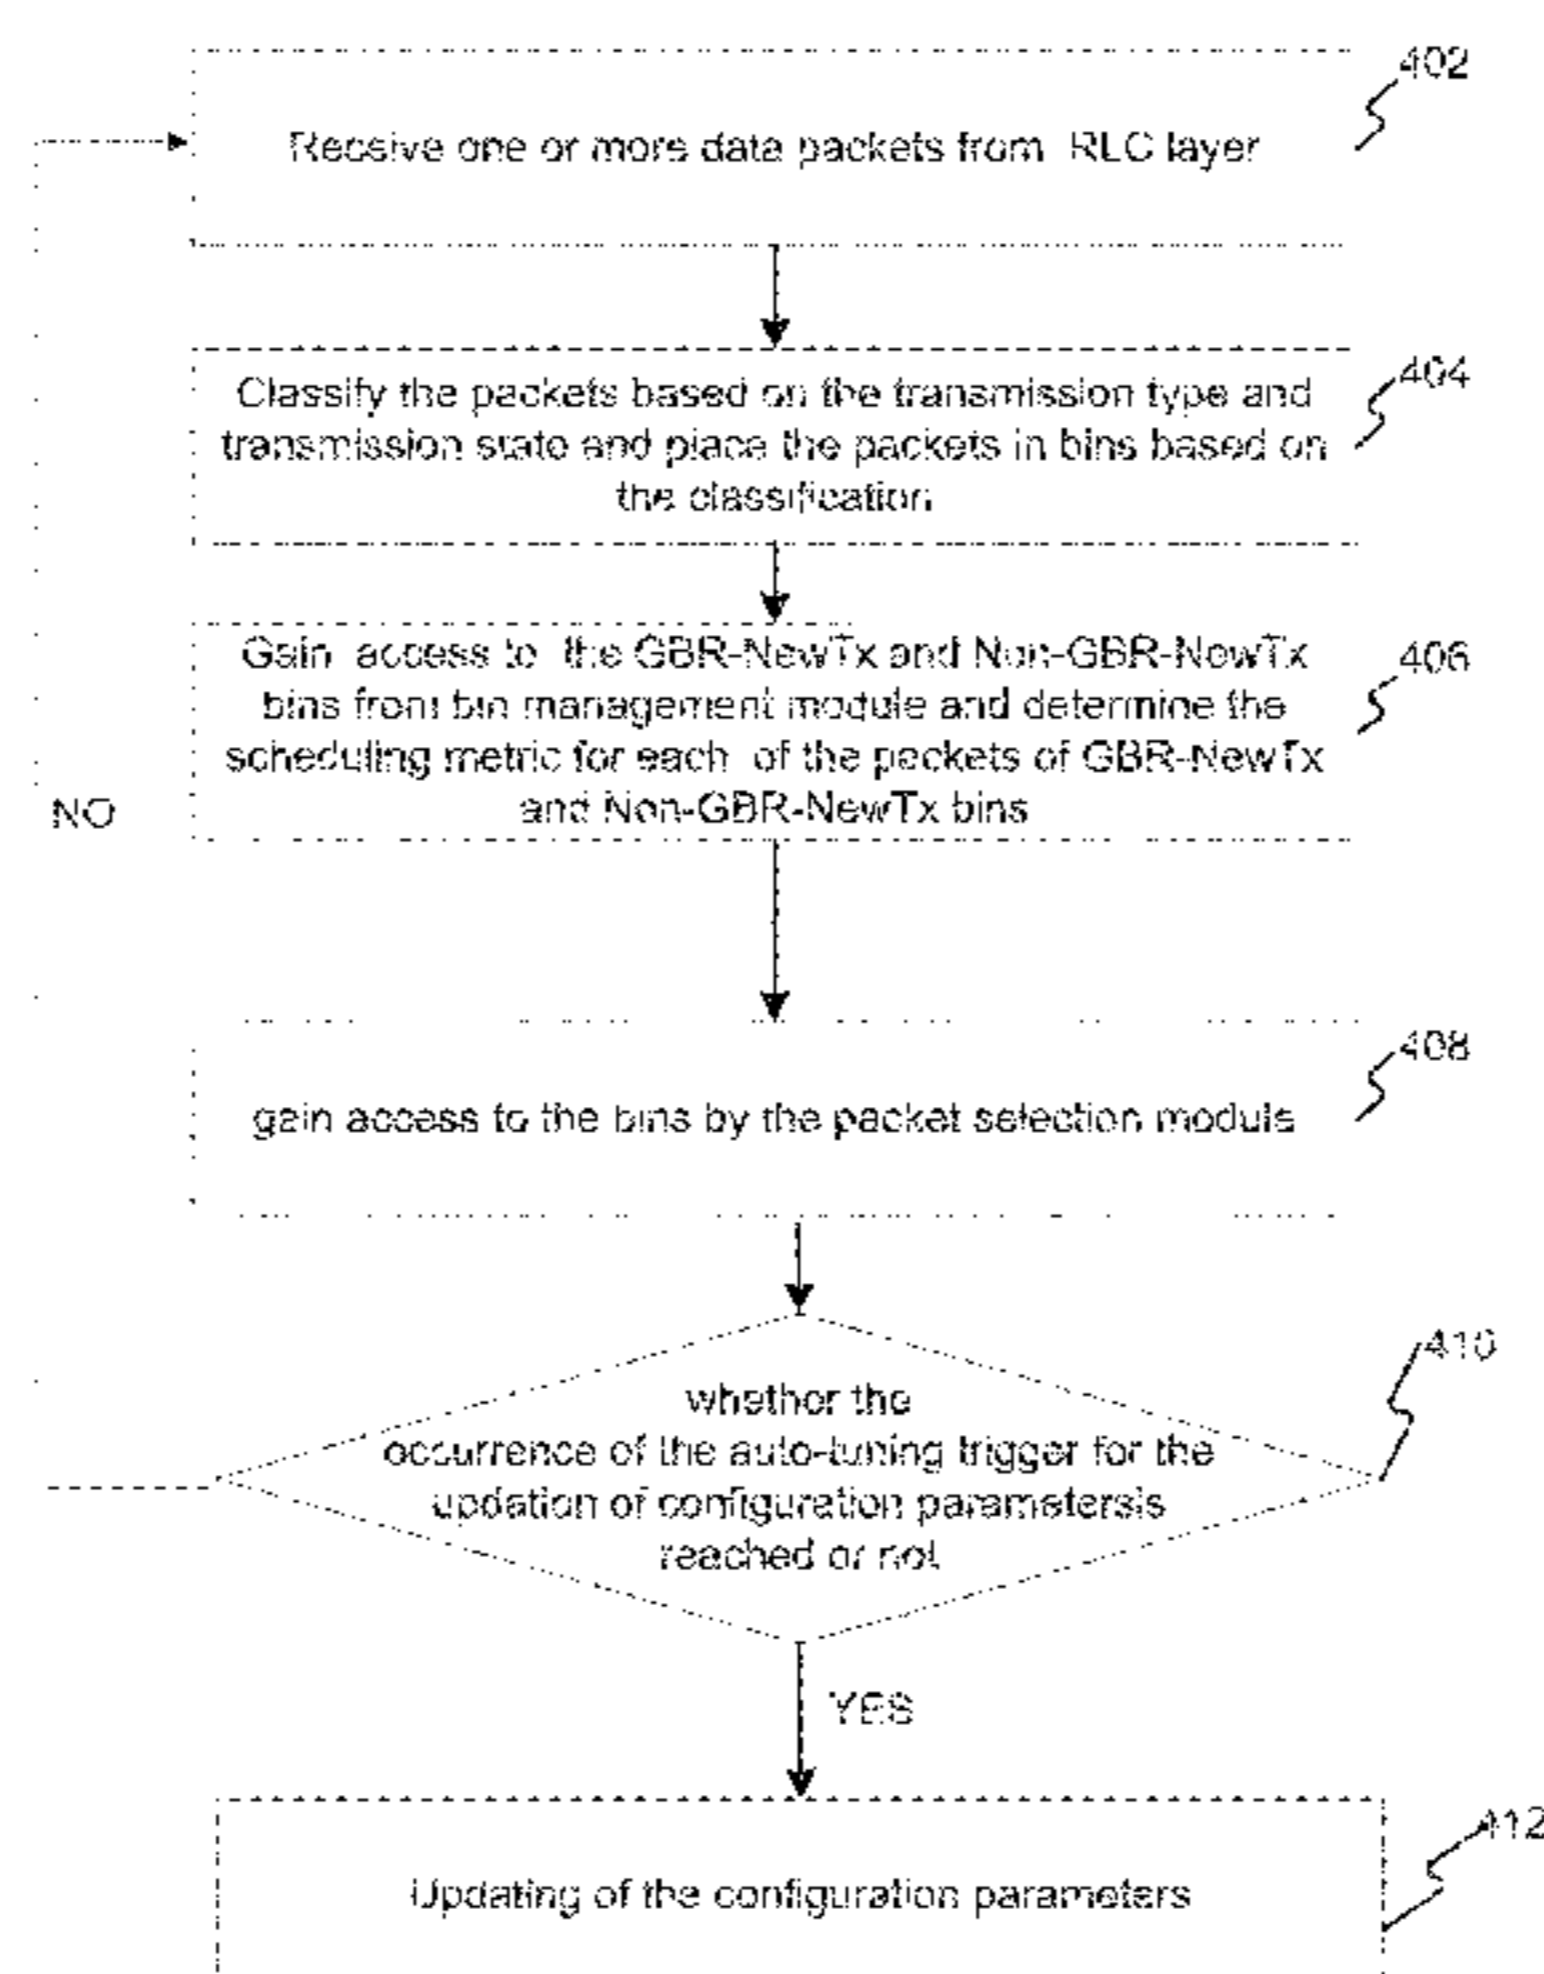 402
Receive one or more data packets from RLC layer
404
Classify the packets based on the transmission type and
transmission state and place the packets in bins based on
the classification
406
Gain access to the GBR-NewTx and Non-GBR-NewTx
bins from bin management module and determine the
scheduling metric for each of the packets of GBR-NewTx
and Non-GBR-NewTx bins
NO
408
gain access to the bins by the packet selection module
410
whether the
occurrence of the auto-tuning trigger for the
updation of configuration parametersis
reached or not
YES
412
Updating of the configuration parameters